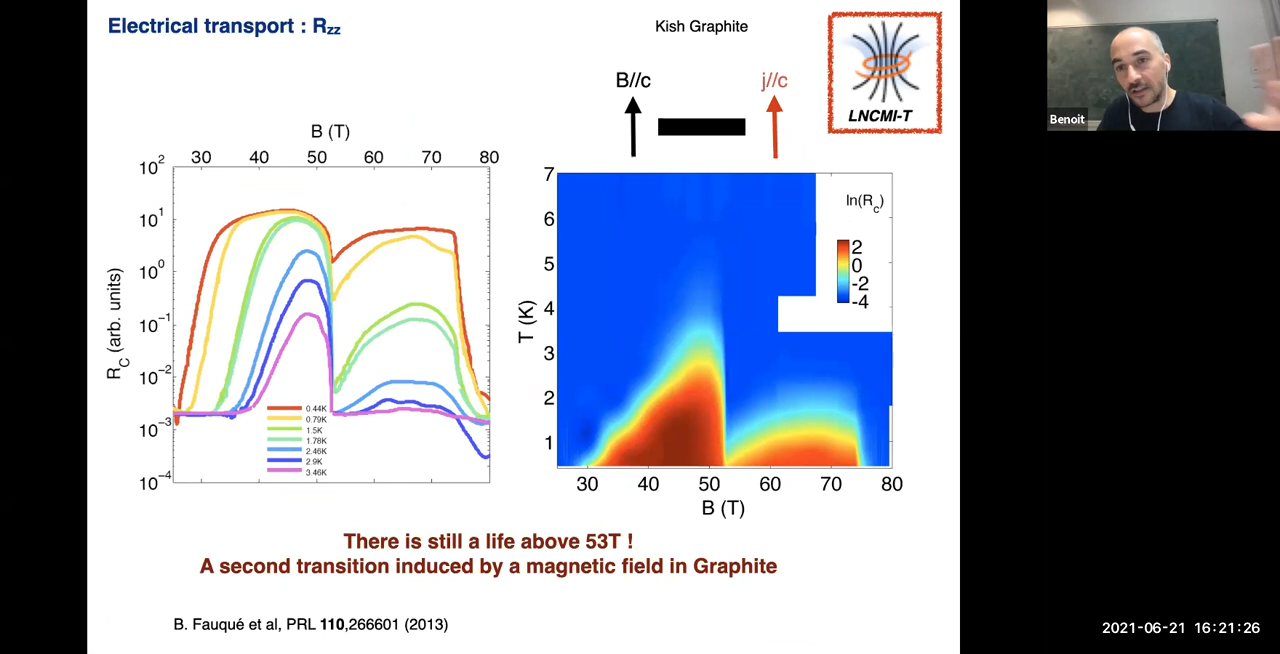 Electrical transport : Rzz
Kish Graphite
B//c
j//c
LNCMI-T
Benoit
B (T)
30 40 50 60 70 80
10²
10¹
10⁰
10⁻¹
10⁻²
10⁻³
10⁻⁴
R_C (arb. units)
0.44K
0.79K
1.5K
1.78K
2.46K
2.9K
3.46K
7
6
5
4
3
2
1
T (K)
ln(R_c)
2
0
-2
-4
30 40 50 60 70 80
B (T)
There is still a life above 53T !
A second transition induced by a magnetic field in Graphite
B. Fauqué et al, PRL 110,266601 (2013)
2021-06-21 16:21:26